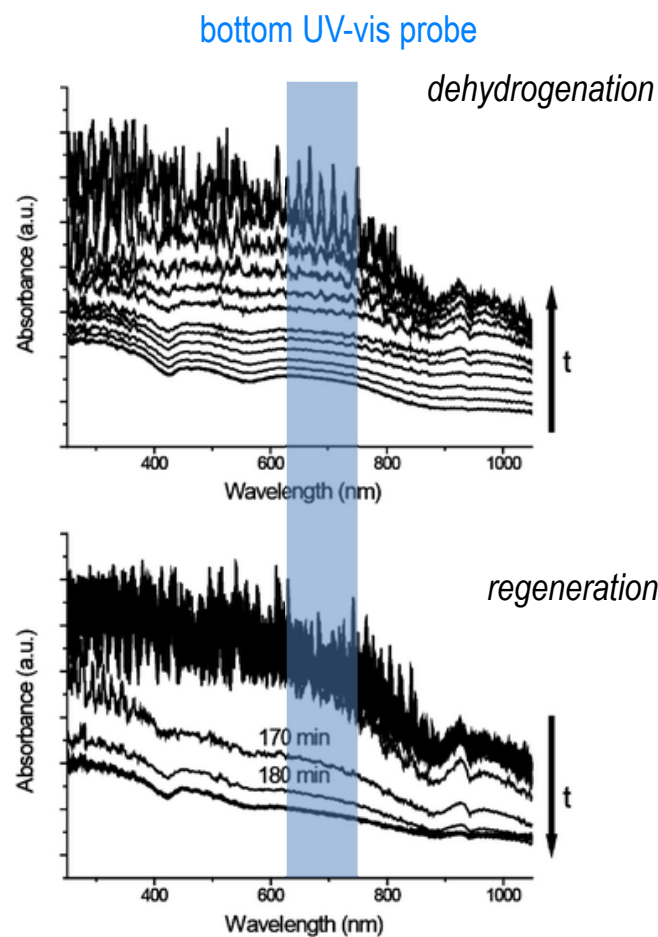 bottom UV-vis probe
dehydrogenation
Absorbance (a.u.)
t
400 600 800 1000
Wavelength (nm)
regeneration
Absorbance (a.u.)
170 min
180 min
t
400 600 800 1000
Wavelength (nm)